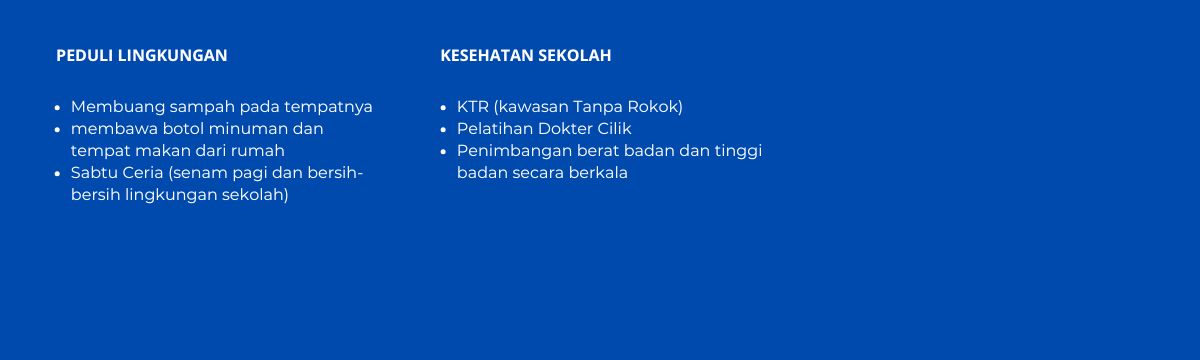 PEDULI LINGKUNGAN
• Membuang sampah pada tempatnya
• membawa botol minuman dan
tempat makan dari rumah
• Sabtu Ceria (senam pagi dan bersih-
bersih lingkungan sekolah)
KESEHATAN SEKOLAH
• KTR (kawasan Tanpa Rokok)
• Pelatihan Dokter Cilik
• Penimbangan berat badan dan tinggi
badan secara berkala